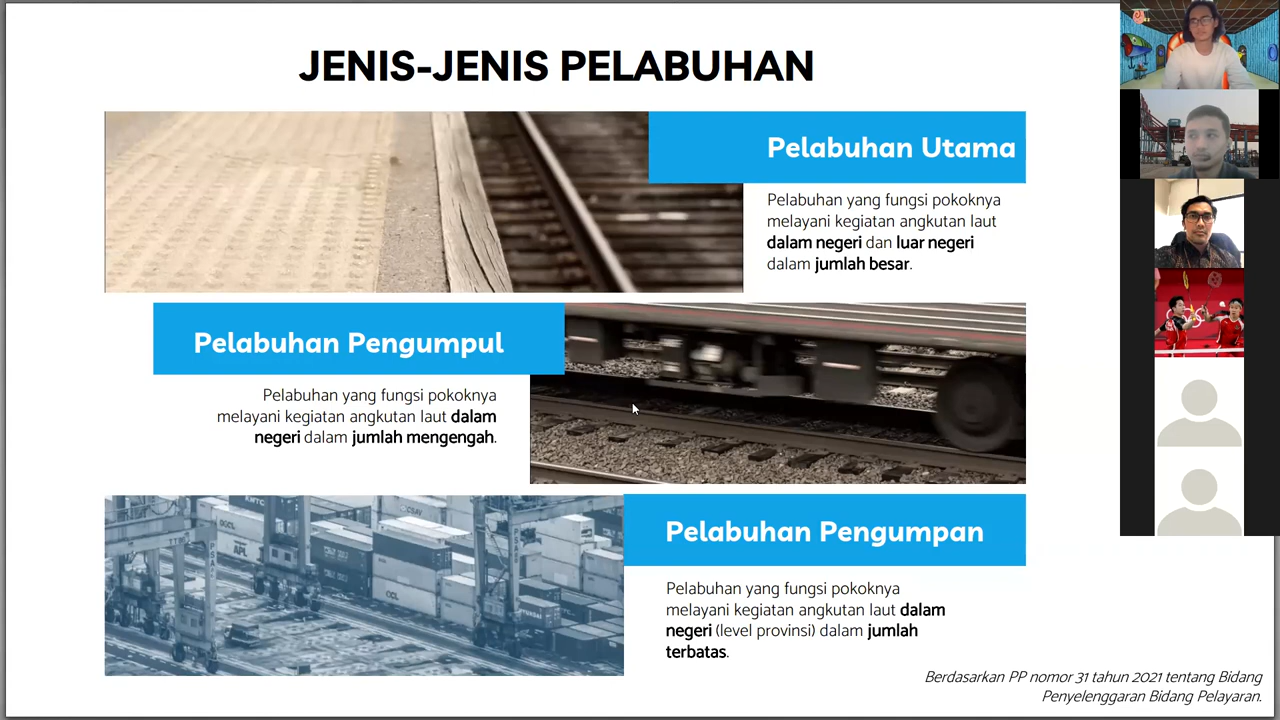 JENIS-JENIS PELABUHAN
Pelabuhan Utama
Pelabuhan yang fungsi pokoknya
melayani kegiatan angkutan laut
dalam negeri dan luar negeri
dalam jumlah besar.
Pelabuhan Pengumpul
Pelabuhan yang fungsi pokoknya
melayani kegiatan angkutan laut dalam
negeri dalam jumlah mengengah.
Pelabuhan Pengumpan
Pelabuhan yang fungsi pokoknya
melayani kegiatan angkutan laut dalam
negeri (level provinsi) dalam jumlah
terbatas.
APL
OOL
Berdasarkan PP nomor 31 tahun 2021 tentang Bidang
Penyelenggaran Bidang Pelayaran.